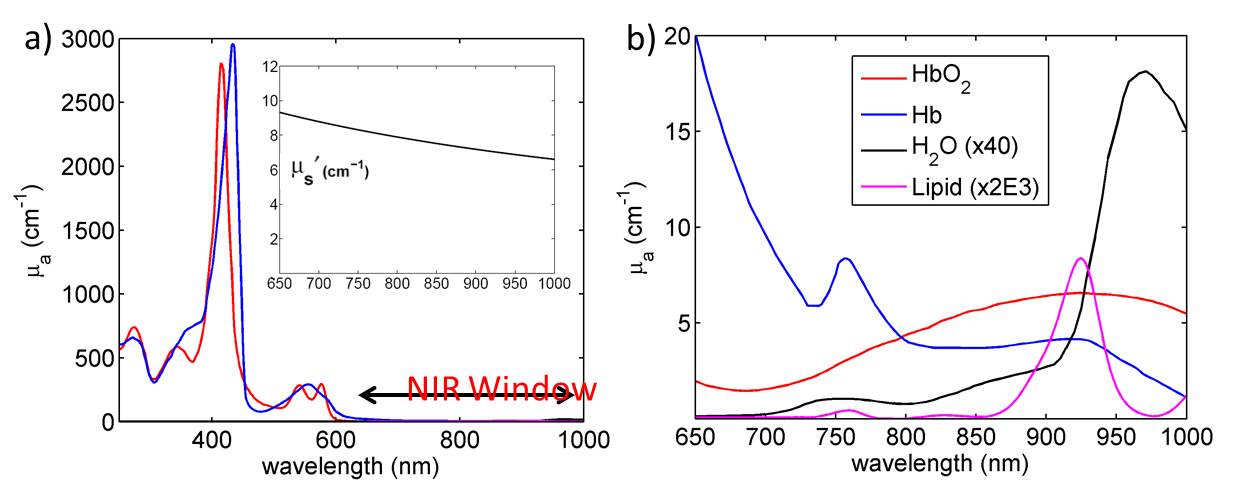 a)
3000
2500
2000
1500
1000
500
0
μa (cm-1)
400
600
800
1000
wavelength (nm)
12
10
8
6
4
2
μs′(cm−1)
650 700 750 800 850 900 950 1000
NIR Window
b)
20
15
10
5
μa (cm-1)
HbO2
Hb
H2O (x40)
Lipid (x2E3)
650 700 750 800 850 900 950 1000
wavelength (nm)